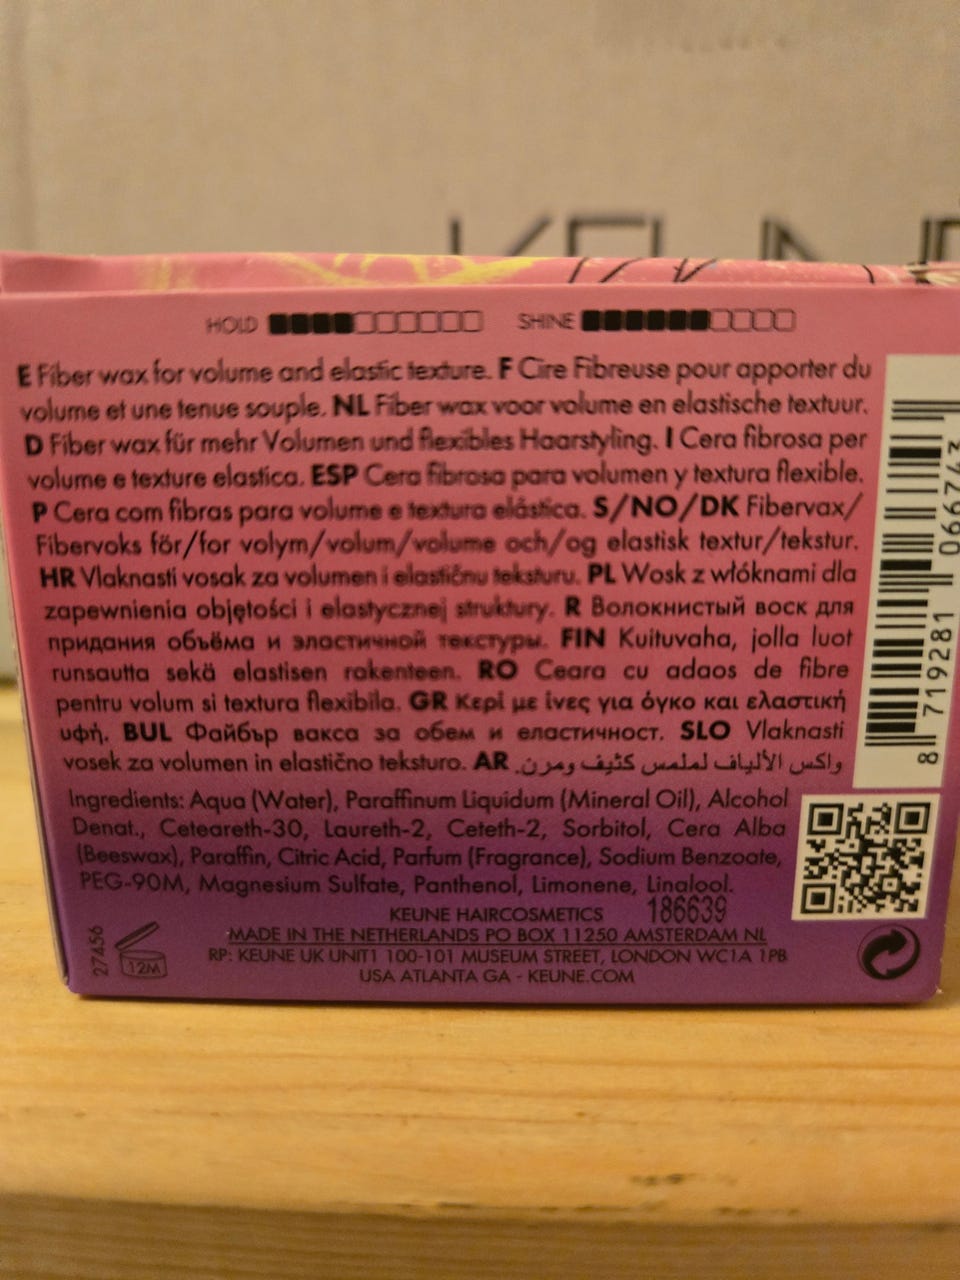 KEUNE
HOLD SHINE
E Fiber wax for volume and elastic texture. F Cire Fibreuse pour apporter du
volume et une tenue souple. NL Fiber wax voor volume en elastische textuur.
D Fiber wax für mehr Volumen und flexibles Haarstyling. I Cera fibrosa per
volume e texture elastica. ESP Cera fibrosa para volumen y textura flexible.
P Cera com fibras para volume e textura elástica. S/NO/DK Fibervax/
Fibervoks för/for volym/volum/volume och/og elastisk textur/tekstur.
HR Vlaknasti vosak za volumen i elastičnu teksturu. PL Wosk z włóknami dla
zapewnienia objętości i elastycznej struktury. R Волокнистый воск для
придания объёма и эластичной текстуры. FIN Kuituvaha, jolla luot
runsautta sekä elastisen rakenteen. RO Ceara cu adaos de fibre
pentru volum si textura flexibila. GR Κερί με ίνες για όγκο και ελαστική
υφή. BUL Файбър вакса за обем и еластичност. SLO Vlaknasti
vosek za volumen in elastično teksturo. AR واكس الألياف لملمس كثيف ومرن.
Ingredients: Aqua (Water), Paraffinum Liquidum (Mineral Oil), Alcohol
Denat., Ceteareth-30, Laureth-2, Ceteth-2, Sorbitol, Cera Alba
(Beeswax), Paraffin, Citric Acid, Parfum (Fragrance), Sodium Benzoate,
PEG-90M, Magnesium Sulfate, Panthenol, Limonene, Linalool.
KEUNE HAIRCOSMETICS 186639
MADE IN THE NETHERLANDS PO BOX 11250 AMSTERDAM NL
RP: KEUNE UK UNIT1 100-101 MUSEUM STREET, LONDON WC1A 1PB
USA ATLANTA GA - KEUNE.COM
27456
12M
8 719281 066743